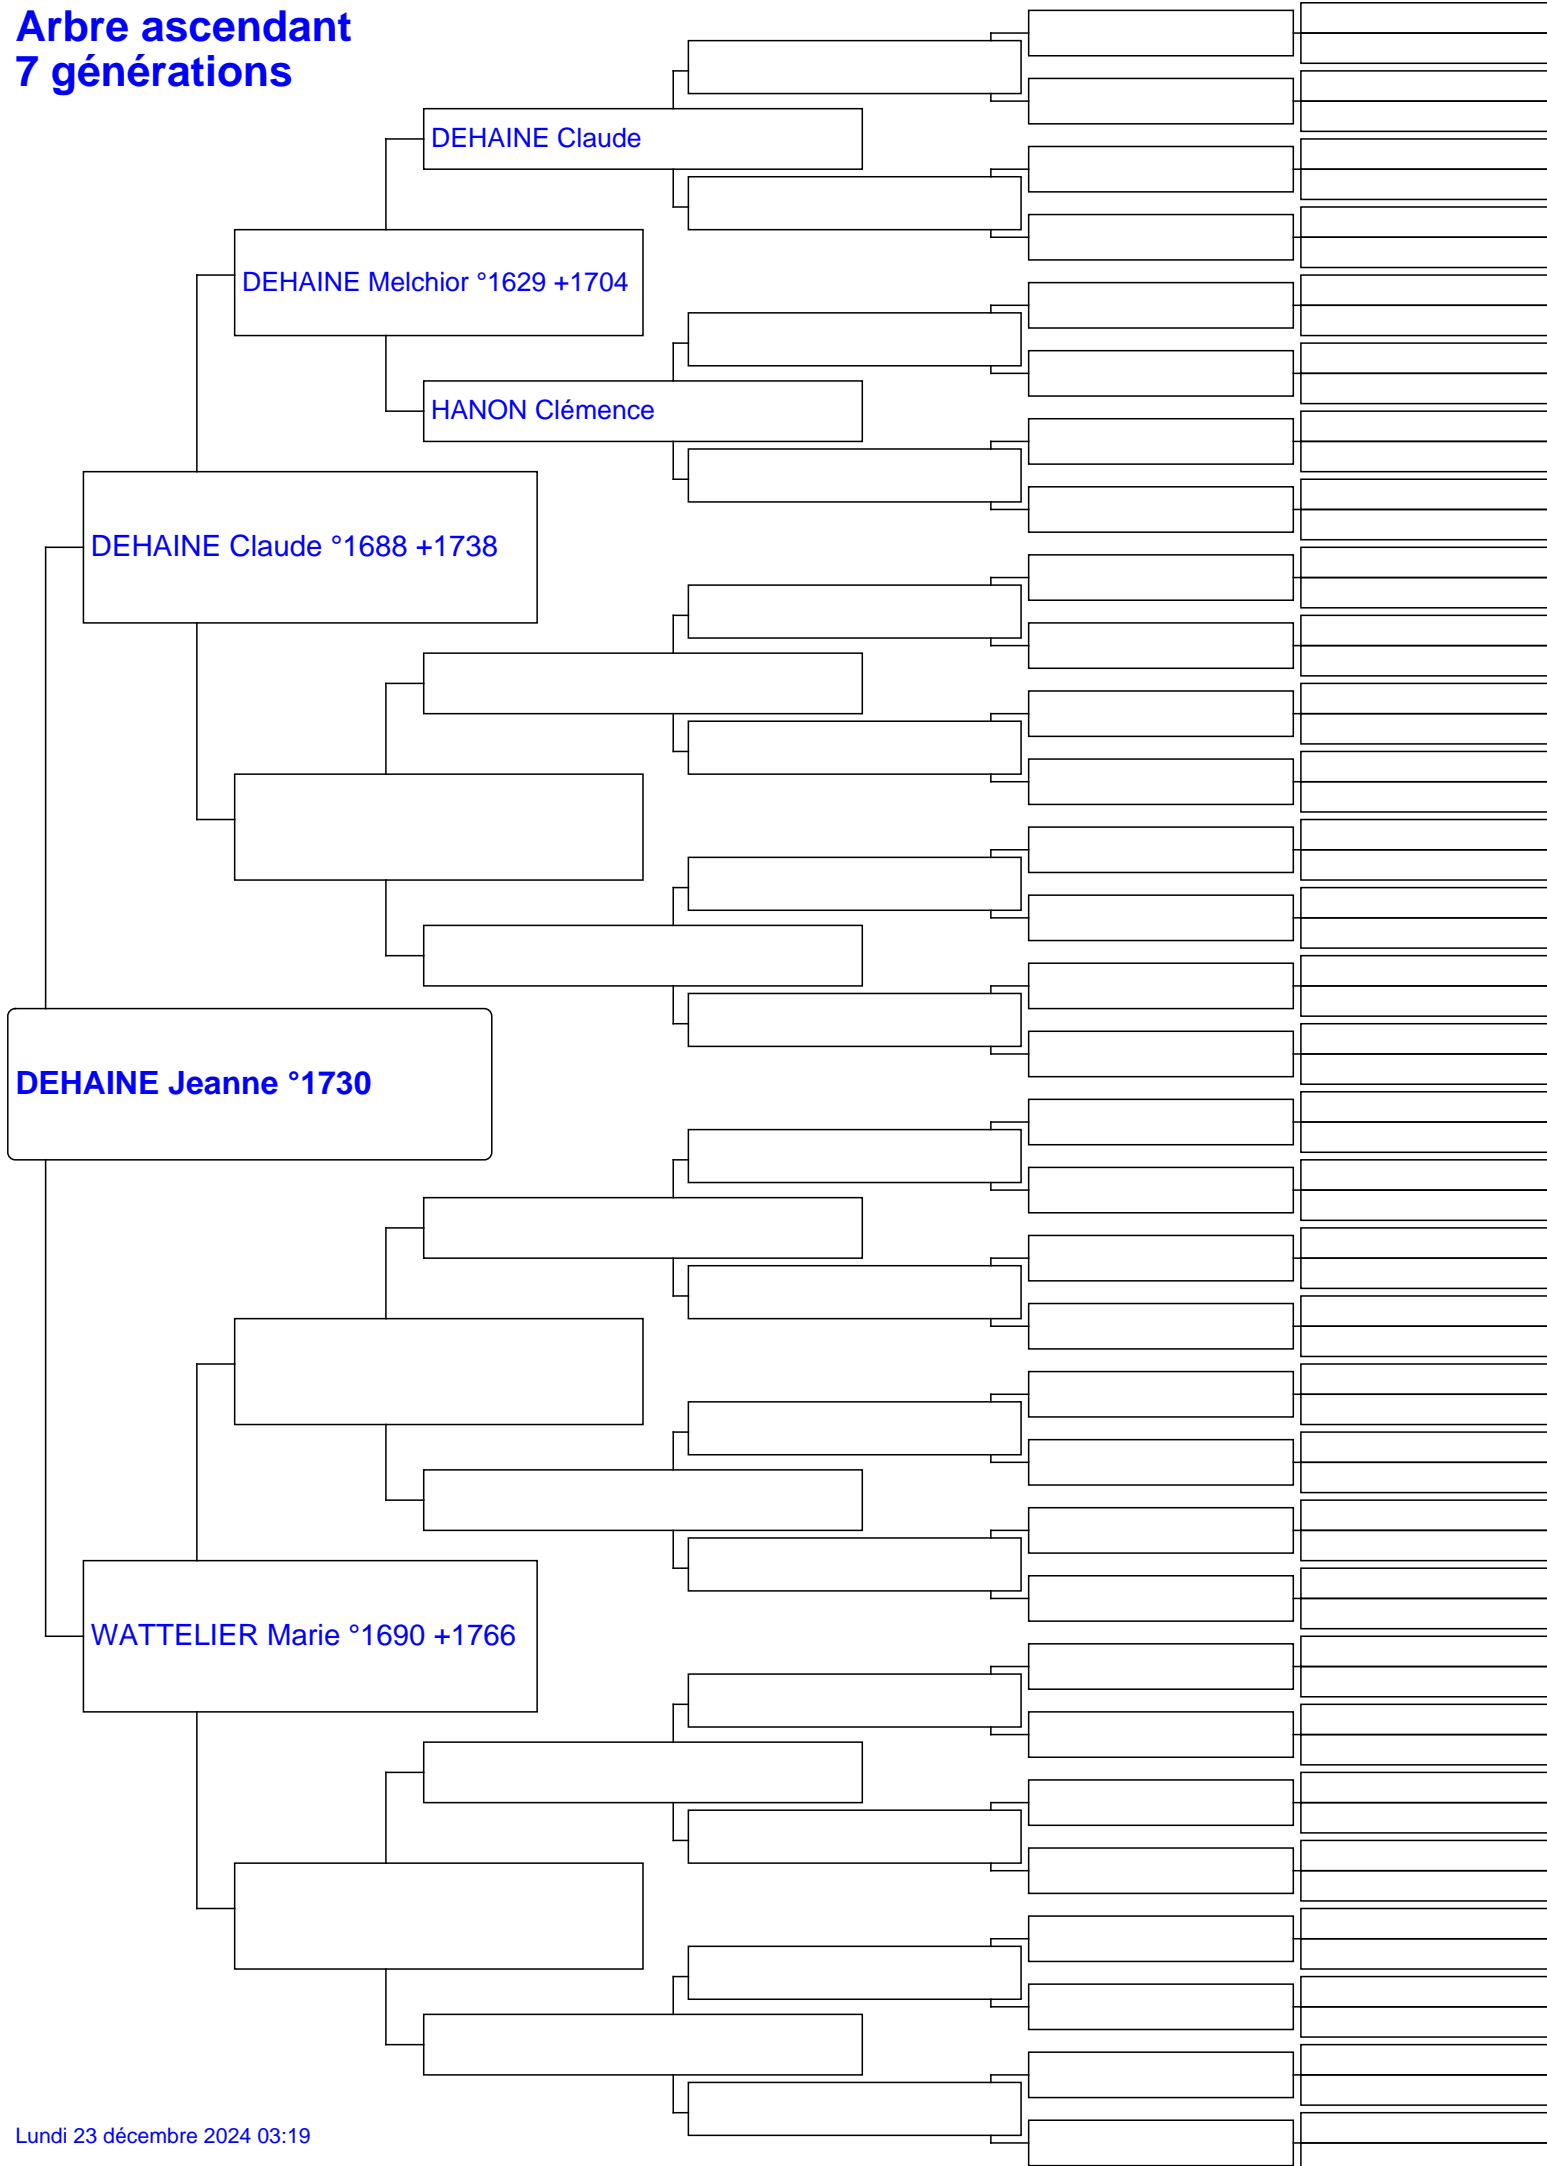 Arbre ascendant
7 générations
DEHAINE Claude
DEHAINE Melchior °1629 +1704
HANON Clémence
DEHAINE Claude °1688 +1738
DEHAINE Jeanne °1730
WATTELIER Marie °1690 +1766
Lundi 23 décembre 2024 03:19